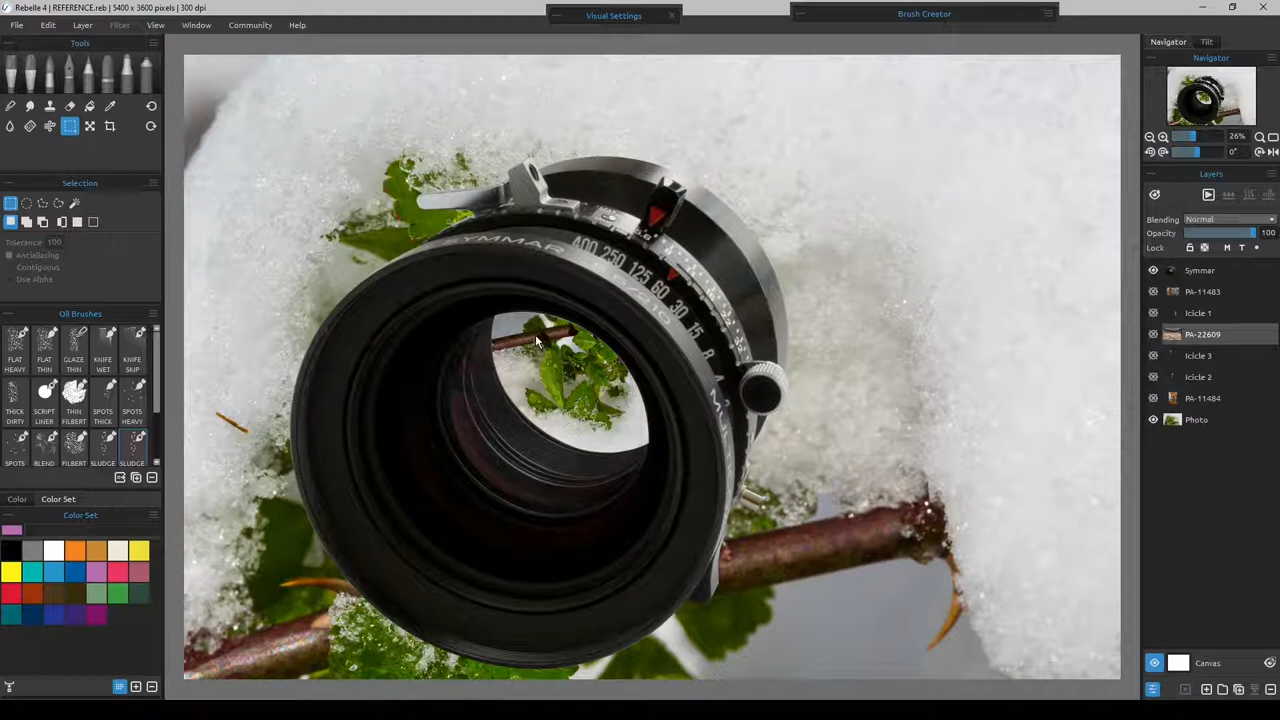 Rebelle 4 | REFERENCE.reb | 5400 x 3600 pixels | 300 dpi
Visual Settings
Brush Creator
File Edit Layer Filter View Window Community Help
Tools
Selection
Tolerance 100
Antialiasing
Contiguous
Use Alpha
Oil Brushes
FLAT HEAVY
FLAT THIN
GLAZE THIN
KNIFE WET
KNIFE SKIP
THICK DIRTY
SCRIPT LINER
THIN FILBERT
SPOTS THICK
SPOTS HEAVY
SPOTS
BLEND
FILBERT
SLUDGE
SLUDGE
Color Color Set
Color Set
SYMMAR
5,6/210
400 250 125 60 30 15 8 4 2
Navigator Tilt
Navigator
26%
0°
Layers
Blending Normal
Opacity 100
Lock M T
Symmar
PA-11483
Icicle 1
PA-22609
Icicle 3
Icicle 2
PA-11484
Photo
Canvas